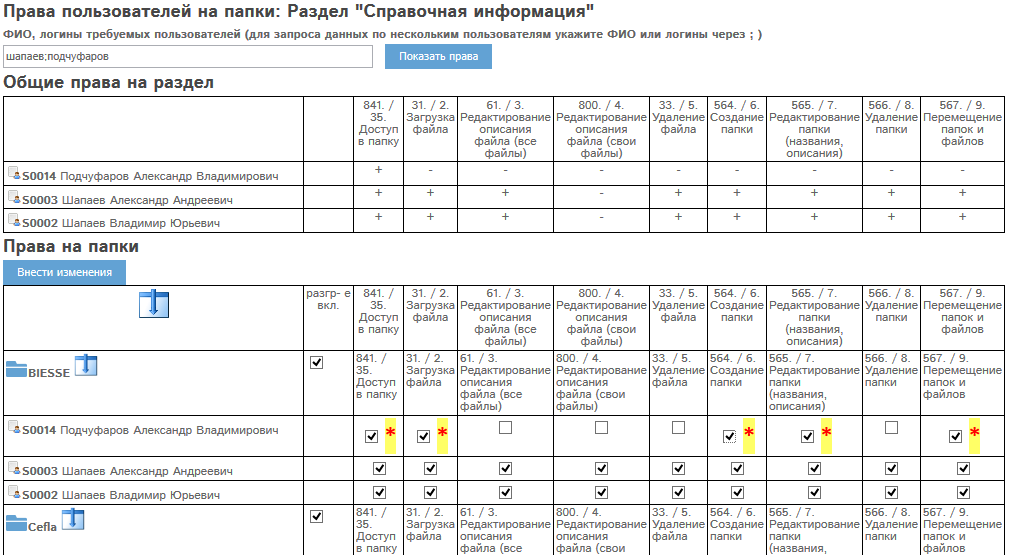 Права пользователей на папки: Раздел "Справочная информация"
ФИО, логины требуемых пользователей (для запроса данных по нескольким пользователям укажите ФИО или логины через ; )
шапаев;подчуфаров Показать права
Общие права на раздел
841. / 31. / 2. 61. / 3. 800. / 4. 33. / 5. 564. / 6. 565. / 7. 566. / 8. 567. / 9.
35. Загрузка Редактирование Редактирование Удаление Создание Редактирование Удаление Перемещение
Доступ файла описания описания файла папки папки папки папок и
в папку файла (все файла (свои (названия, файлов
файлы) файлы) описания)
S0014 Подчуфаров Александр Владимирович + - - - - - - - -
S0003 Шапаев Александр Андреевич + + + - + + + + +
S0002 Шапаев Владимир Юрьевич + + + - + + + + +
Права на папки
Внести изменения
разгр- е 841. / 31. / 2. 61. / 3. 800. / 4. 33. / 5. 564. / 6. 565. / 7. 566. / 8. 567. / 9.
вкл. 35. Загрузка Редактирование Редактирование Удаление Создание Редактирование Удаление Перемещение
Доступ файла описания описания файла папки папки папки папок и
в папку файла (все файла (свои (названия, файлов
файлы) файлы) описания)
BIESSE 841. / 31. / 2. 61. / 3. 800. / 4. 33. / 5. 564. / 6. 565. / 7. 566. / 8. 567. / 9.
35. Загрузка Редактирование Редактирование Удаление Создание Редактирование Удаление Перемещение
Доступ файла описания описания файла папки папки папки папок и
в папку файла (все файла (свои (названия, файлов
файлы) файлы) описания)
S0014 Подчуфаров Александр Владимирович * * * * *
S0003 Шапаев Александр Андреевич
S0002 Шапаев Владимир Юрьевич
Cefla 841. / 31. / 2. 61. / 3. 800. / 4. 33. / 5. 564. / 6. 565. / 7. 566. / 8. 567. / 9.
35. Загрузка Редактирование Редактирование Удаление Создание Редактирование Удаление Перемещение
Доступ файла описания описания файла папки папки папки папок и
в папку файла (все файла (свои (названия, файлов